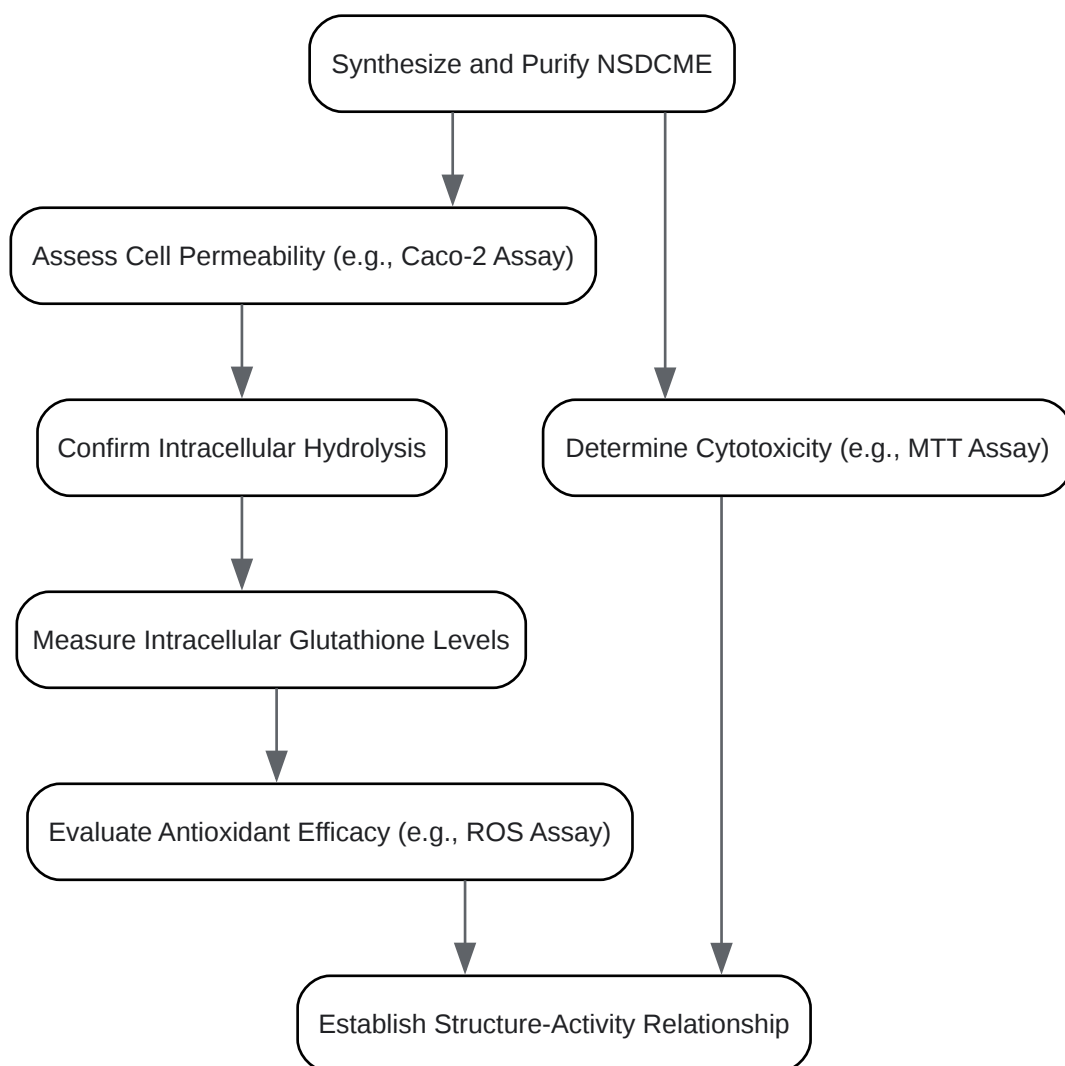 Synthesize and Purify NSDCME
Assess Cell Permeability (e.g., Caco-2 Assay)
Confirm Intracellular Hydrolysis
Determine Cytotoxicity (e.g., MTT Assay)
Measure Intracellular Glutathione Levels
Evaluate Antioxidant Efficacy (e.g., ROS Assay)
Establish Structure-Activity Relationship